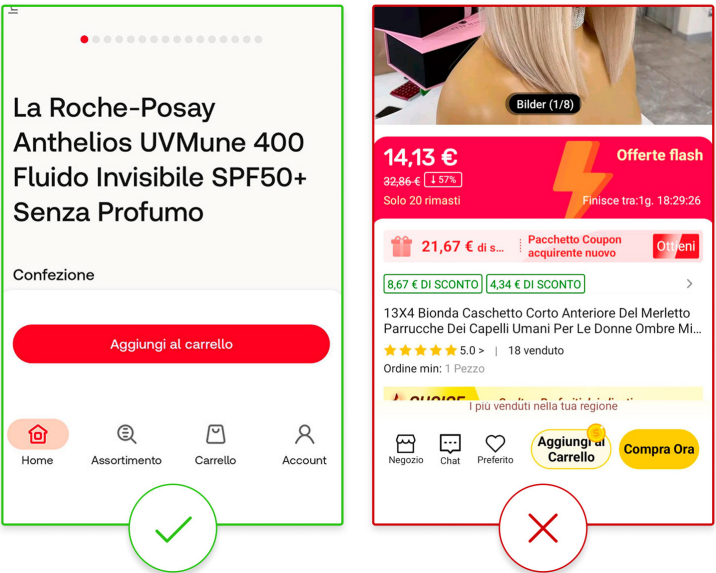 La Roche-Posay
Anthelios UVMune 400
Fluido Invisibile SPF50+
Senza Profumo
Confezione
Aggiungi al carrello
Home
Assortimento
Carrello
Account
Bilder (1/8)
14,13 €
Offerte flash
32,86 € ↓57%
Solo 20 rimasti
Finisce tra:1g. 18:29:26
21,67 € di s...
Pacchetto Coupon
acquirente nuovo
Ottieni
8,67 € DI SCONTO
4,34 € DI SCONTO
13X4 Bionda Caschetto Corto Anteriore Del Merletto
Parrucche Dei Capelli Umani Per Le Donne Ombre Mi...
5.0 > | 18 venduto
Ordine min: 1 Pezzo
I più venduti nella tua regione
Negozio
Chat
Preferito
Aggiungi al
Carrello
Compra Ora